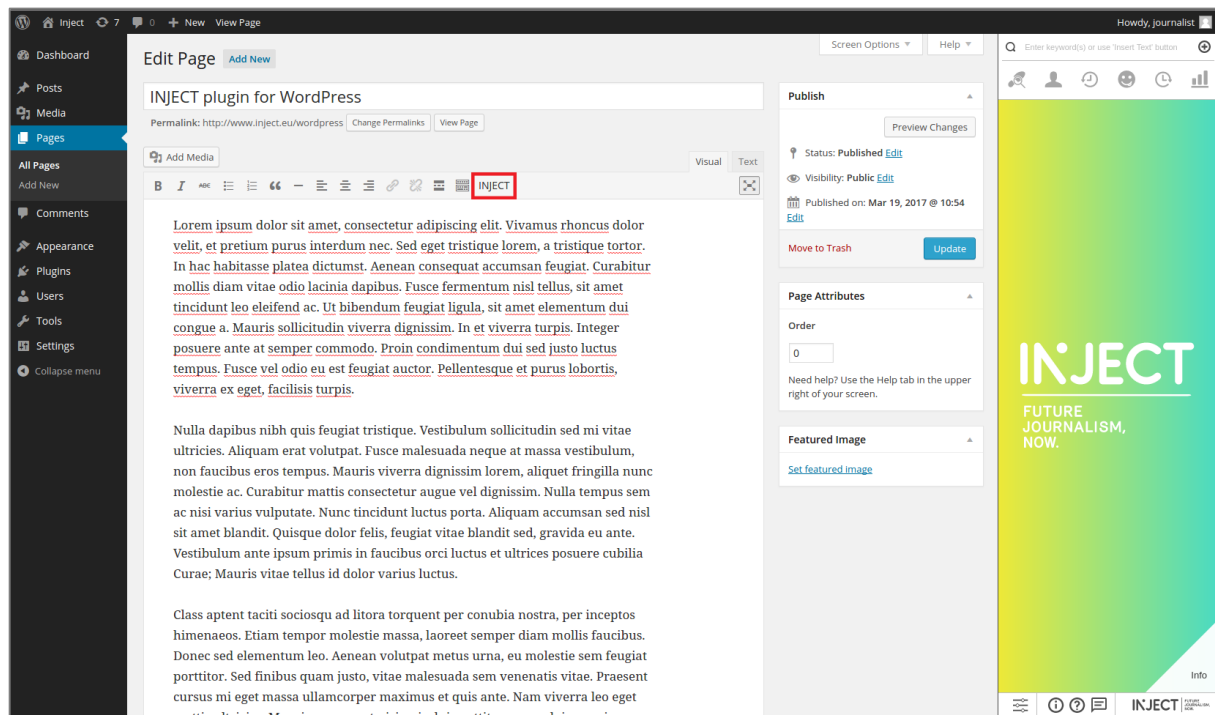 Inject 7 0 New View Page
Howdy, journalist
Dashboard
Posts
Media
Pages
All Pages
Add New
Comments
Appearance
Plugins
Users
Tools
Settings
Collapse menu
Screen Options Help
Edit Page Add New
INJECT plugin for WordPress
Permalink: http://www.inject.eu/wordpress Change Permalinks View Page
Add Media
Visual Text
B I ABC INJECT
Lorem ipsum dolor sit amet, consectetur adipiscing elit. Vivamus rhoncus dolor
velit, et pretium purus interdum nec. Sed eget tristique lorem, a tristique tortor.
In hac habitasse platea dictumst. Aenean consequat accumsan feugiat. Curabitur
mollis diam vitae odio lacinia dapibus. Fusce fermentum nisl tellus, sit amet
tincidunt leo eleifend ac. Ut bibendum feugiat ligula, sit amet elementum dui
congue a. Mauris sollicitudin viverra dignissim. In et viverra turpis. Integer
posuere ante at semper commodo. Proin condimentum dui sed justo luctus
tempus. Fusce vel odio eu est feugiat auctor. Pellentesque et purus lobortis,
viverra ex eget, facilisis turpis.
Nulla dapibus nibh quis feugiat tristique. Vestibulum sollicitudin sed mi vitae
ultricies. Aliquam erat volutpat. Fusce malesuada neque at massa vestibulum,
non faucibus eros tempus. Mauris viverra dignissim lorem, aliquet fringilla nunc
molestie ac. Curabitur mattis consectetur augue vel dignissim. Nulla tempus sem
ac nisi varius vulputate. Nunc tincidunt luctus porta. Aliquam accumsan sed nisl
sit amet blandit. Quisque dolor felis, feugiat vitae blandit sed, gravida eu ante.
Vestibulum ante ipsum primis in faucibus orci luctus et ultrices posuere cubilia
Curae; Mauris vitae tellus id dolor varius luctus.
Class aptent taciti sociosqu ad litora torquent per conubia nostra, per inceptos
himenaeos. Etiam tempor molestie massa, laoreet semper diam mollis faucibus.
Donec sed elementum leo. Aenean volutpat metus urna, eu molestie sem feugiat
porttitor. Sed finibus quam justo, vitae malesuada sem venenatis vitae. Praesent
cursus mi eget massa ullamcorper maximus et quis ante. Nam viverra leo eget
Publish
Preview Changes
Status: Published Edit
Visibility: Public Edit
Published on: Mar 19, 2017 @ 10:54
Edit
Move to Trash Update
Page Attributes
Order
0
Need help? Use the Help tab in the upper
right of your screen.
Featured Image
Set featured image
Enter keyword(s) or use 'Insert Text' button
INJECT
FUTURE
JOURNALISM,
NOW.
Info
INJECT FUTURE
JOURNALISM,
NOW.